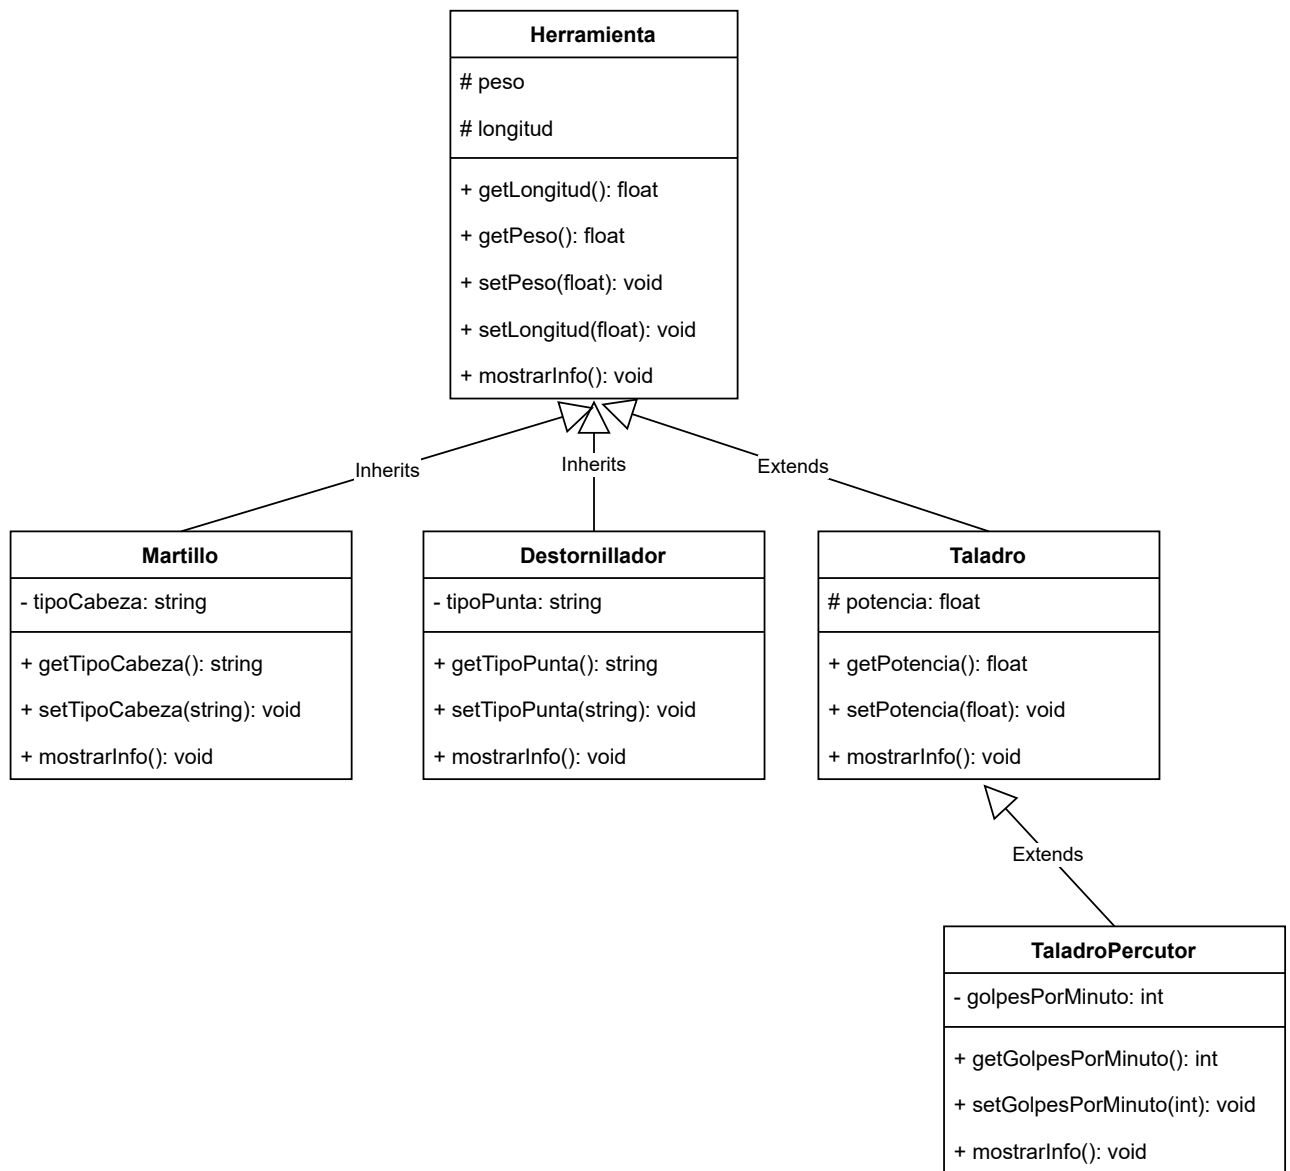 Herramienta
# peso
# longitud
+ getLongitud(): float
+ getPeso(): float
+ setPeso(float): void
+ setLongitud(float): void
+ mostrarInfo(): void
Inherits
Inherits
Extends
Martillo
- tipoCabeza: string
+ getTipoCabeza(): string
+ setTipoCabeza(string): void
+ mostrarInfo(): void
Destornillador
- tipoPunta: string
+ getTipoPunta(): string
+ setTipoPunta(string): void
+ mostrarInfo(): void
Taladro
# potencia: float
+ getPotencia(): float
+ setPotencia(float): void
+ mostrarInfo(): void
Extends
TaladroPercutor
- golpesPorMinuto: int
+ getGolpesPorMinuto(): int
+ setGolpesPorMinuto(int): void
+ mostrarInfo(): void